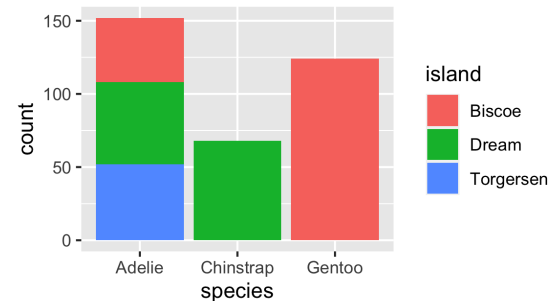 150
100
50
0
count
Adelie Chinstrap Gentoo
species
island
Biscoe
Dream
Torgersen